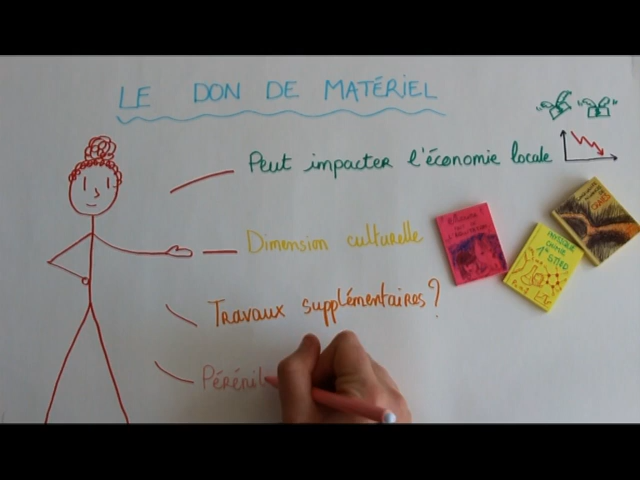 LE DON DE MATÉRIEL
Peut impacter l'économie locale
Dimension culturelle
Travaux supplémentaires?